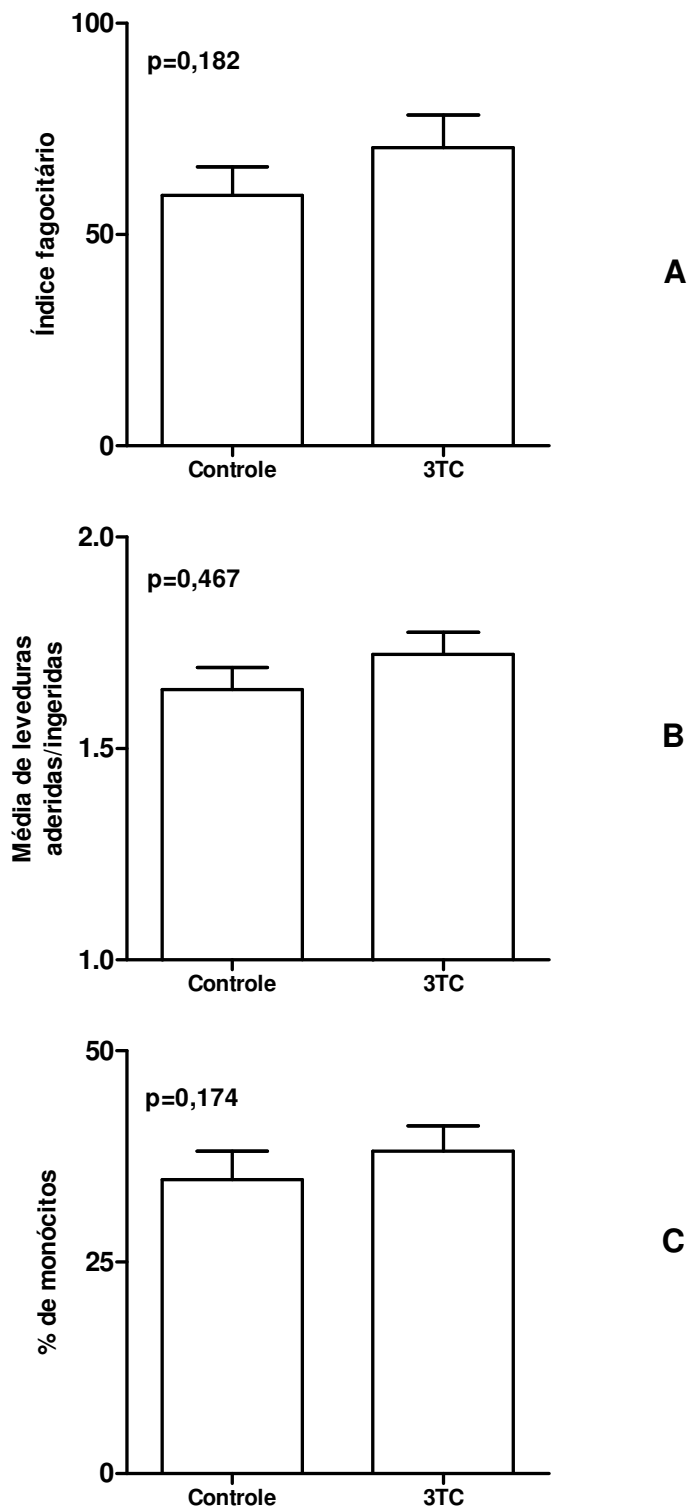 100
p=0,182
50
0
Índice fagocitário
Controle 3TC
A
2.0
p=0,467
1.5
1.0
Média de leveduras
aderidas/ingeridas
Controle 3TC
B
50
p=0,174
25
0
% de monócitos
Controle 3TC
C